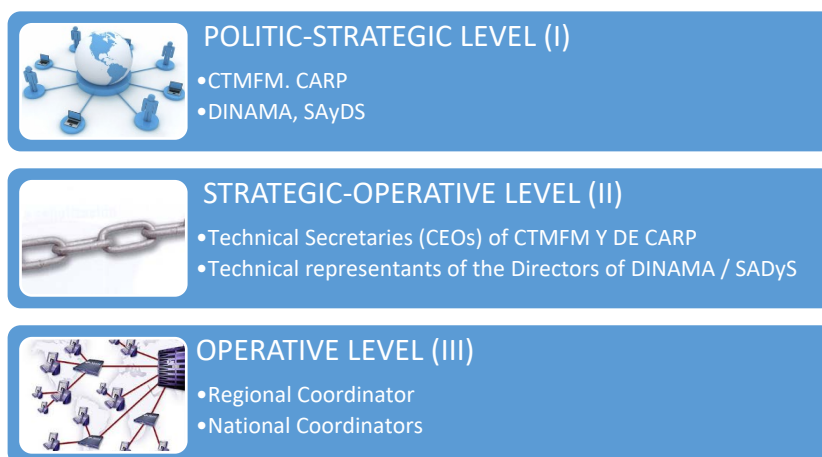 POLITIC-STRATEGIC LEVEL (I)
•CTMFM. CARP
•DINAMA, SAyDS
STRATEGIC-OPERATIVE LEVEL (II)
•Technical Secretaries (CEOs) of CTMFM Y DE CARP
•Technical representants of the Directors of DINAMA / SADyS
OPERATIVE LEVEL (III)
•Regional Coordinator
•National Coordinators